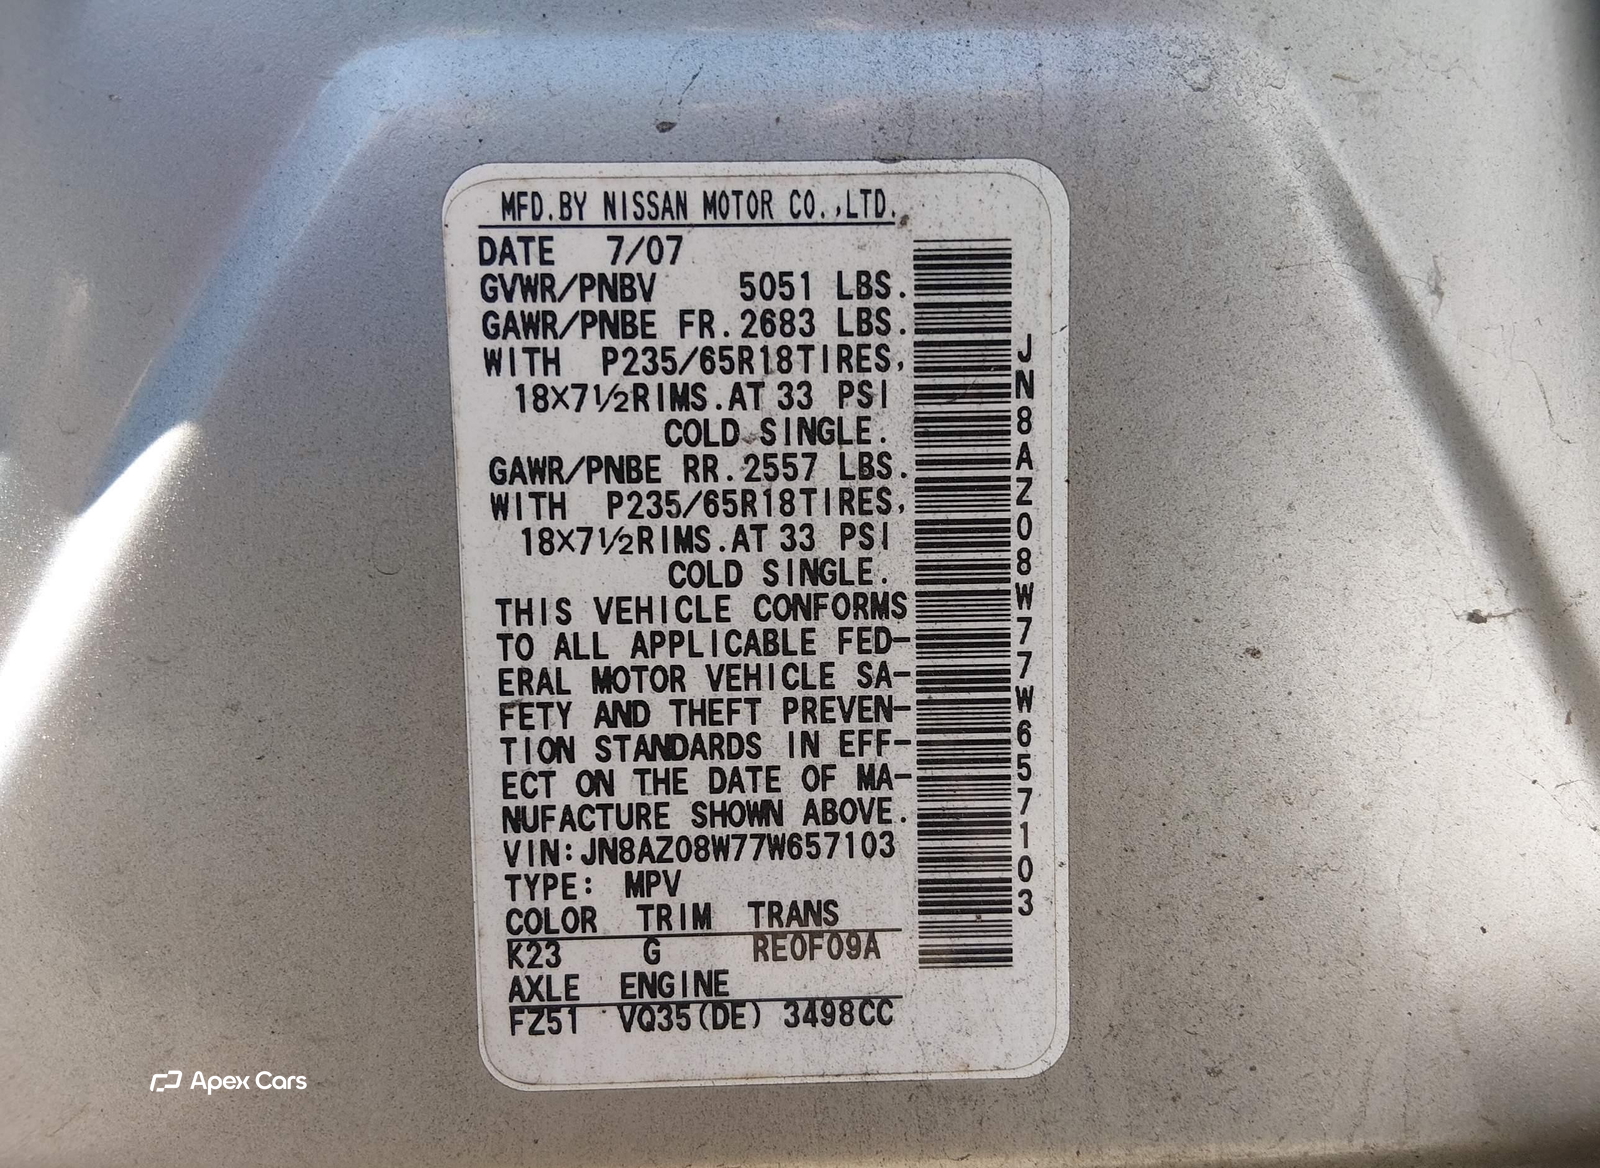 MFD.BY NISSAN MOTOR CO.,LTD.
DATE 7/07
GVWR/PNBV 5051 LBS.
GAWR/PNBE FR.2683 LBS.
WITH P235/65R18TIRES,
18X7½RIMS.AT 33 PSI
COLD SINGLE.
GAWR/PNBE RR.2557 LBS.
WITH P235/65R18TIRES,
18X7½RIMS.AT 33 PSI
COLD SINGLE.
THIS VEHICLE CONFORMS
TO ALL APPLICABLE FED-
ERAL MOTOR VEHICLE SA-
FETY AND THEFT PREVEN-
TION STANDARDS IN EFF-
ECT ON THE DATE OF MA-
NUFACTURE SHOWN ABOVE.
VIN:JN8AZ08W77W657103
TYPE: MPV
COLOR TRIM TRANS
K23 G RE0F09A
AXLE ENGINE
FZ51 VQ35(DE) 3498CC
JN8AZ08W77W657103
Apex Cars